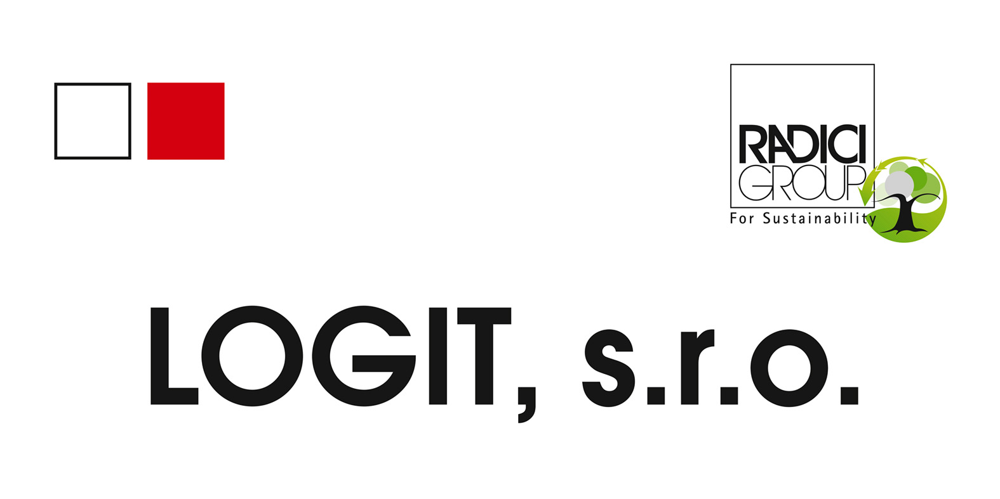 RADICI
GROUP
For Sustainability
LOGIT, s.r.o.